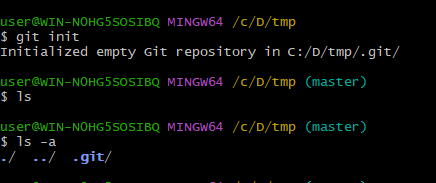 user@WIN-NOHG5SOSIBQ MINGW64 /c/D/tmp
$ git init
Initialized empty Git repository in C:/D/tmp/.git/
user@WIN-NOHG5SOSIBQ MINGW64 /c/D/tmp (master)
$ ls
user@WIN-NOHG5SOSIBQ MINGW64 /c/D/tmp (master)
$ ls -a
./ ../ .git/